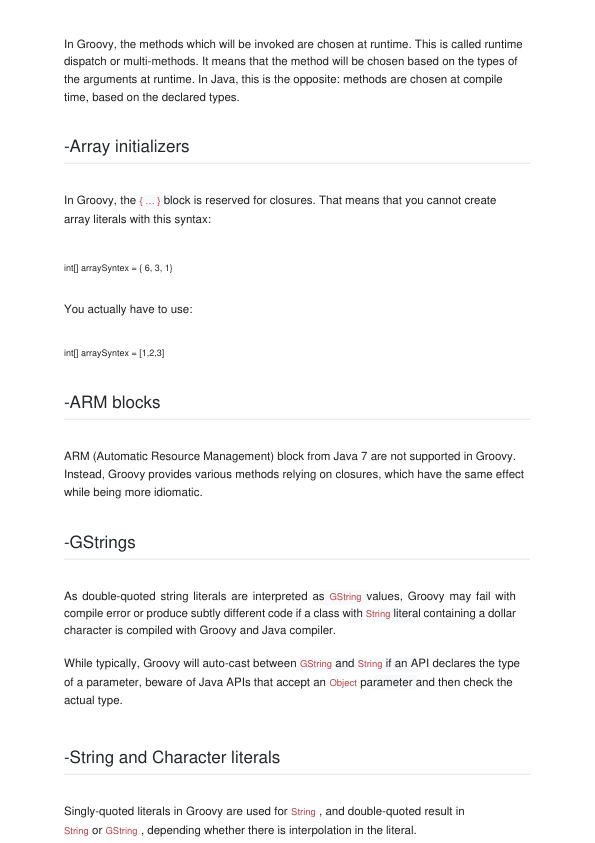 In Groovy, the methods which will be invoked are chosen at runtime. This is called runtime
dispatch or multi-methods. It means that the method will be chosen based on the types of
the arguments at runtime. In Java, this is the opposite: methods are chosen at compile
time, based on the declared types.
-Array initializers
In Groovy, the { … } block is reserved for closures. That means that you cannot create
array literals with this syntax:
int[] arraySyntex = { 6, 3, 1}
You actually have to use:
int[] arraySyntex = [1,2,3]
-ARM blocks
ARM (Automatic Resource Management) block from Java 7 are not supported in Groovy.
Instead, Groovy provides various methods relying on closures, which have the same effect
while being more idiomatic.
-GStrings
As double-quoted string literals are interpreted as GString values, Groovy may fail with
compile error or produce subtly different code if a class with String literal containing a dollar
character is compiled with Groovy and Java compiler.
While typically, Groovy will auto-cast between GString and String if an API declares the type
of a parameter, beware of Java APIs that accept an Object parameter and then check the
actual type.
-String and Character literals
Singly-quoted literals in Groovy are used for String , and double-quoted result in
String or GString , depending whether there is interpolation in the literal.